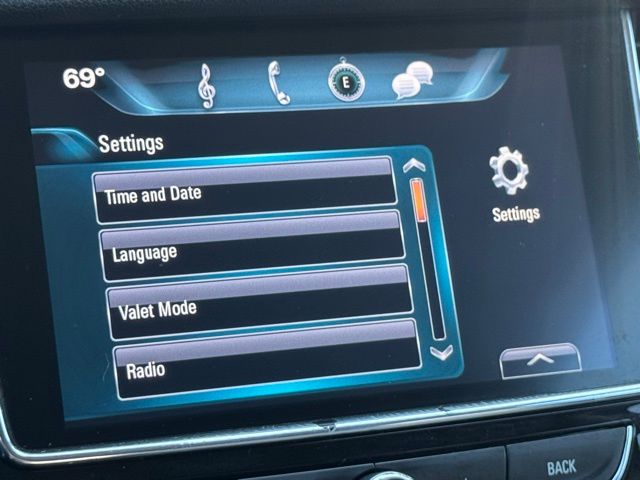 69°
E
Settings
Time and Date
Language
Valet Mode
Radio
Settings
BACK